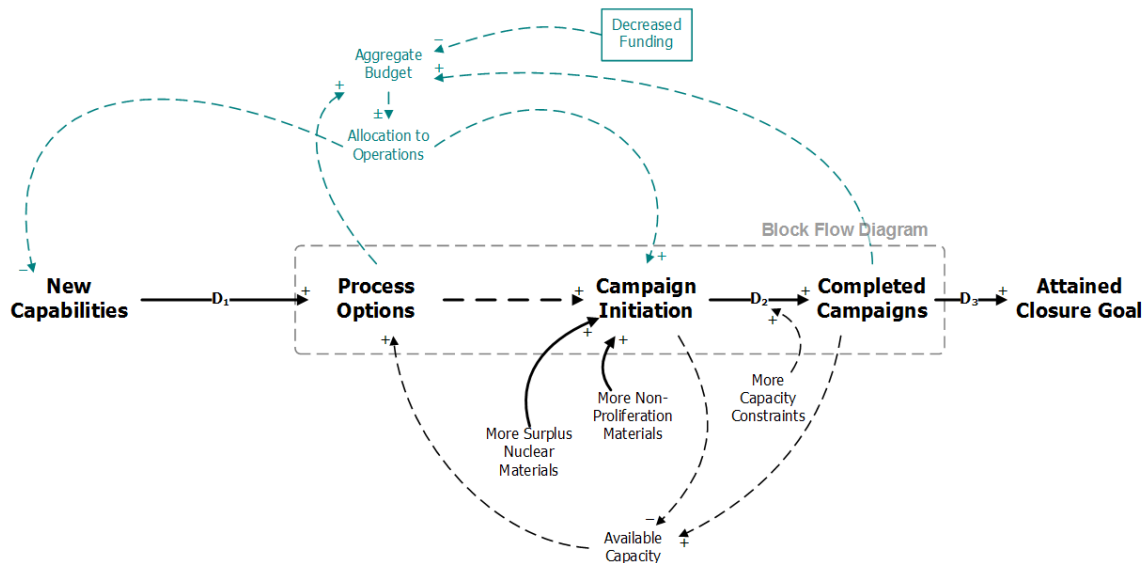 Decreased
Funding
−
Aggregate
Budget
+
+
±
Allocation to
Operations
Block Flow Diagram
−
+
New
Capabilities
D₁
+
Process
Options
+
Campaign
Initiation
D₂
+
Completed
Campaigns
D₃
+
Attained
Closure Goal
+
+
+
+
More
Capacity
Constraints
More Non-
Proliferation
Materials
More Surplus
Nuclear
Materials
−
Available
Capacity
+